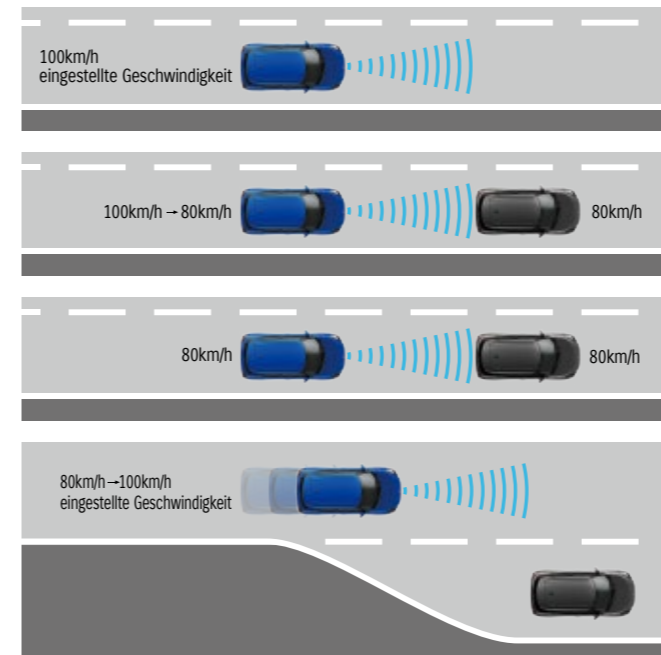 100km/h
eingestellte Geschwindigkeit
100km/h → 80km/h
80km/h
80km/h
80km/h
80km/h→100km/h
eingestellte Geschwindigkeit